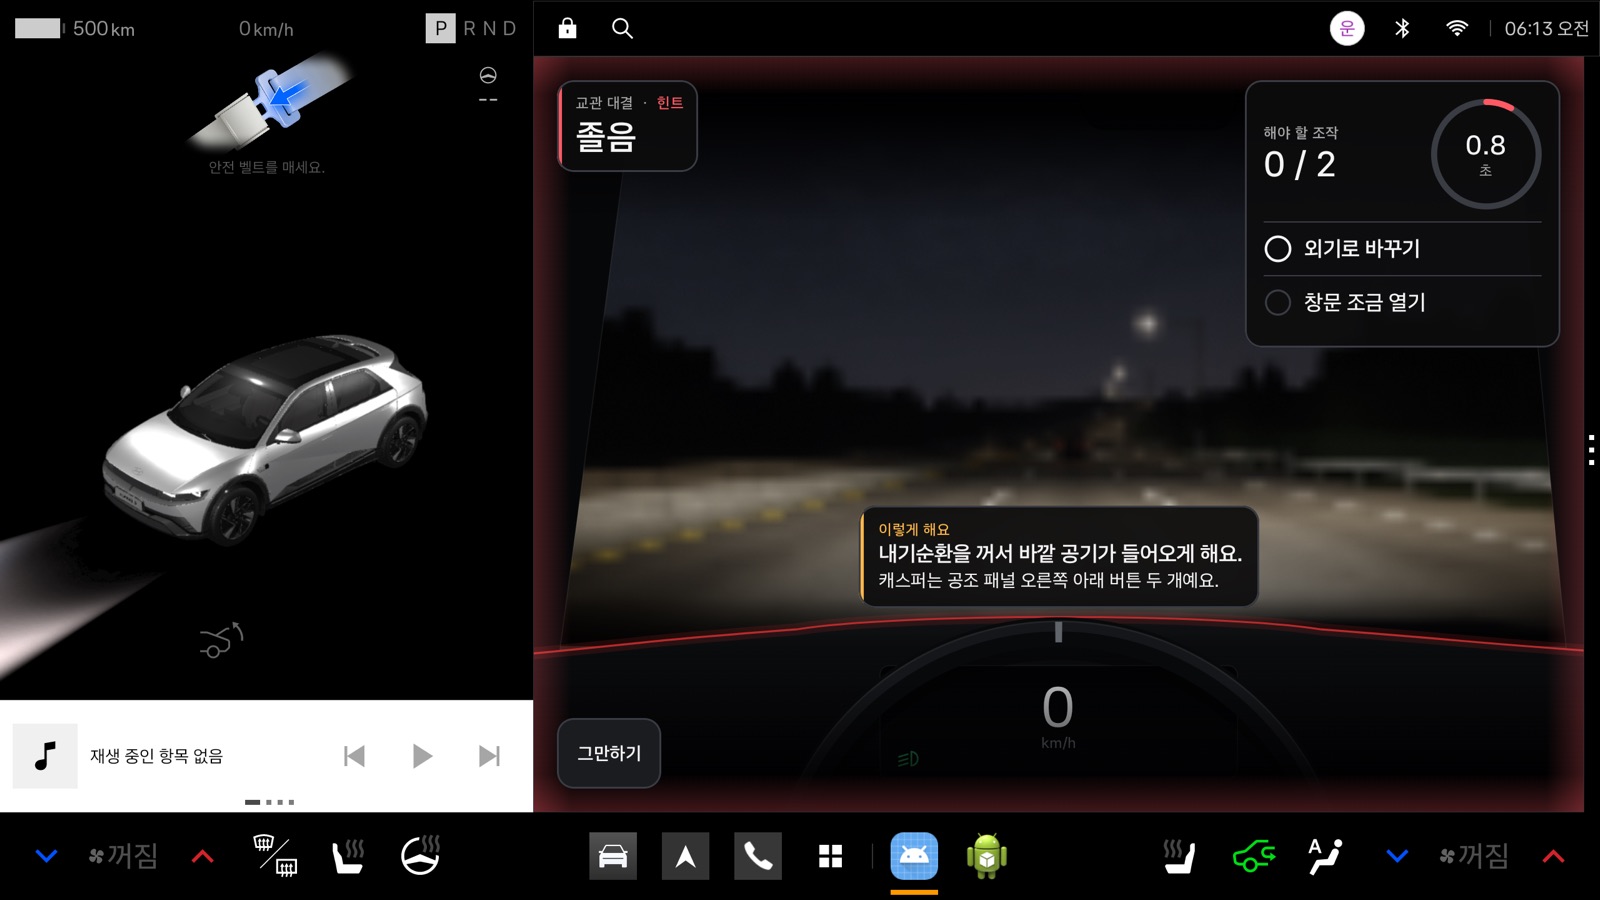 500 km
0 km/h
P R N D
운
06:13 오전
--
안전 벨트를 매세요.
교관 대결 · 힌트
졸음
해야 할 조작
0 / 2
0.8
초
외기로 바꾸기
창문 조금 열기
이렇게 해요
내기순환을 꺼서 바깥 공기가 들어오게 해요.
캐스퍼는 공조 패널 오른쪽 아래 버튼 두 개예요.
0
km/h
그만하기
재생 중인 항목 없음
꺼짐
A
꺼짐